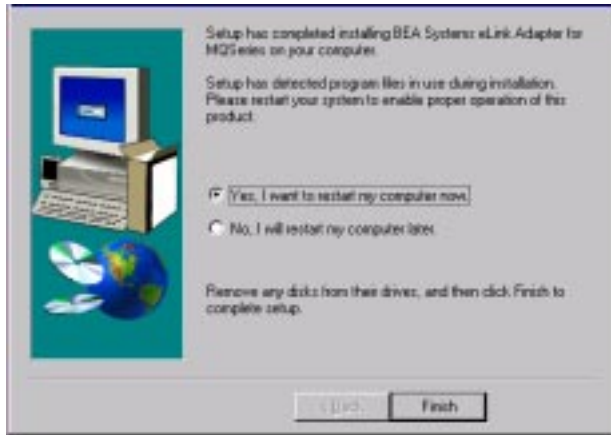 Setup has completed installing BEA Systems eLink Adapter for
MQSeries on your computer.
Setup has detected program files in use during installation.
Please restart your system to enable proper operation of this
product.
Yes, I want to restart my computer now.
No, I will restart my computer later.
Remove any disks from their drives, and then click Finish to
complete setup.
< Back
Finish